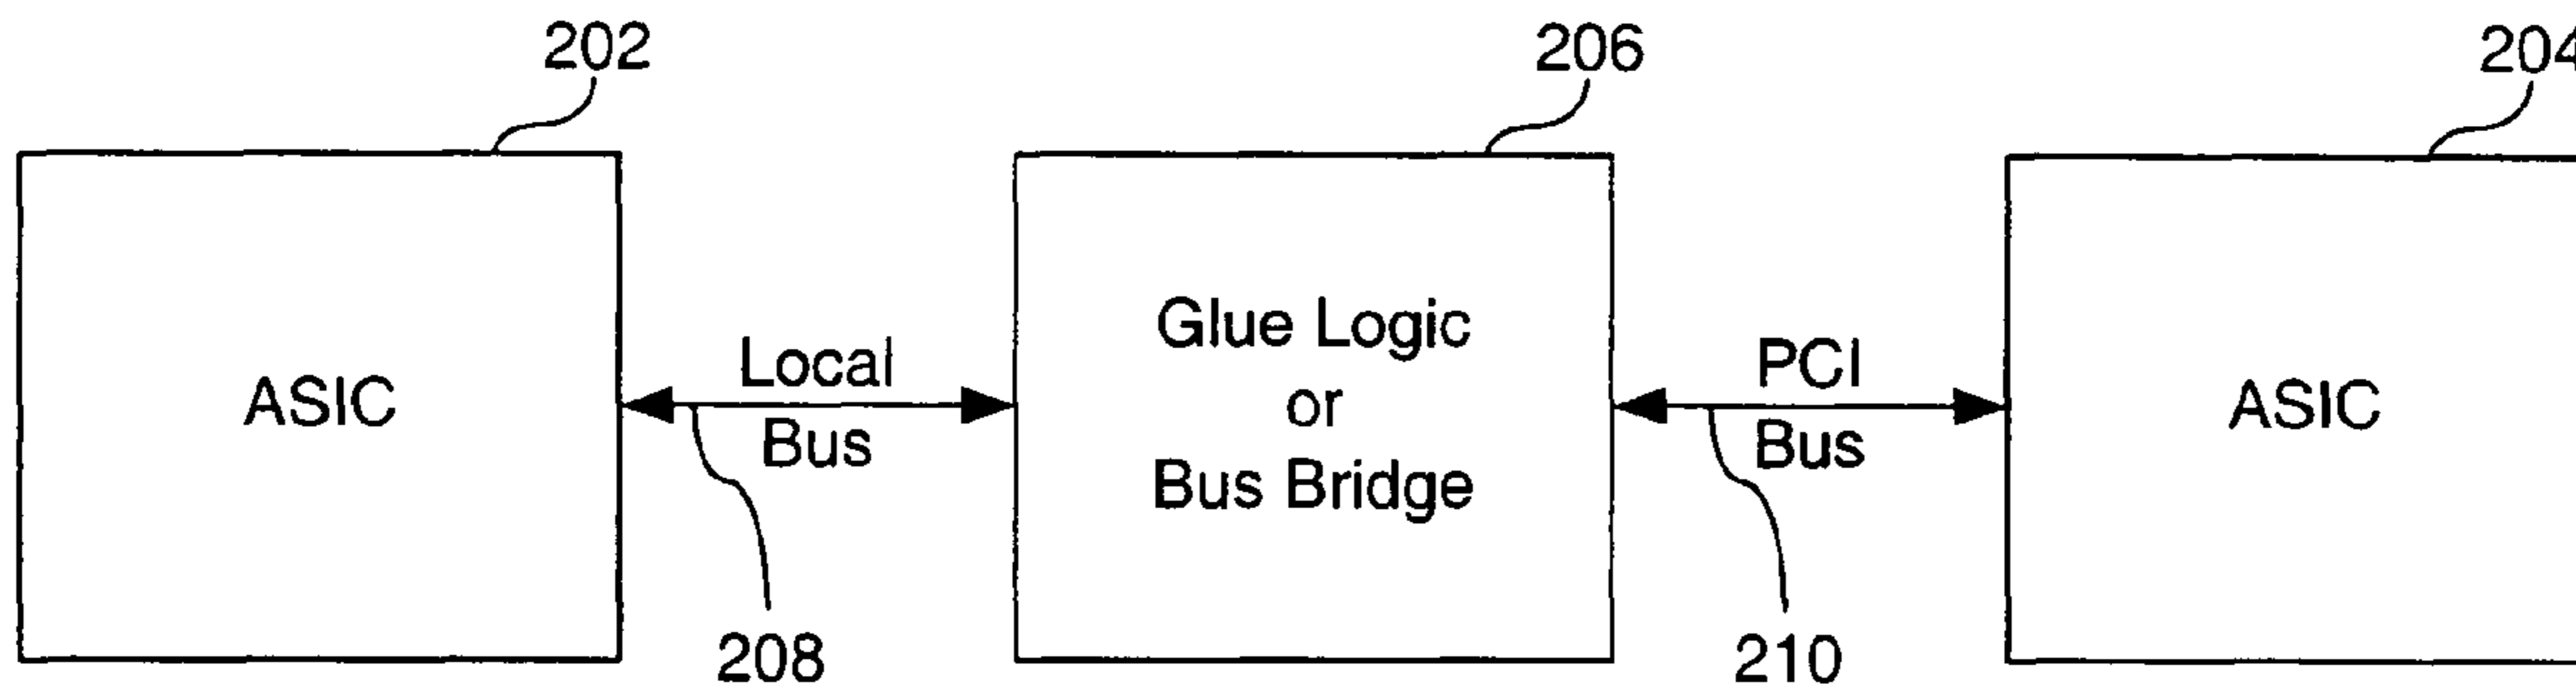 202
206
204
ASIC
Local
Bus
Glue Logic
or
Bus Bridge
PCI
Bus
ASIC
208
210